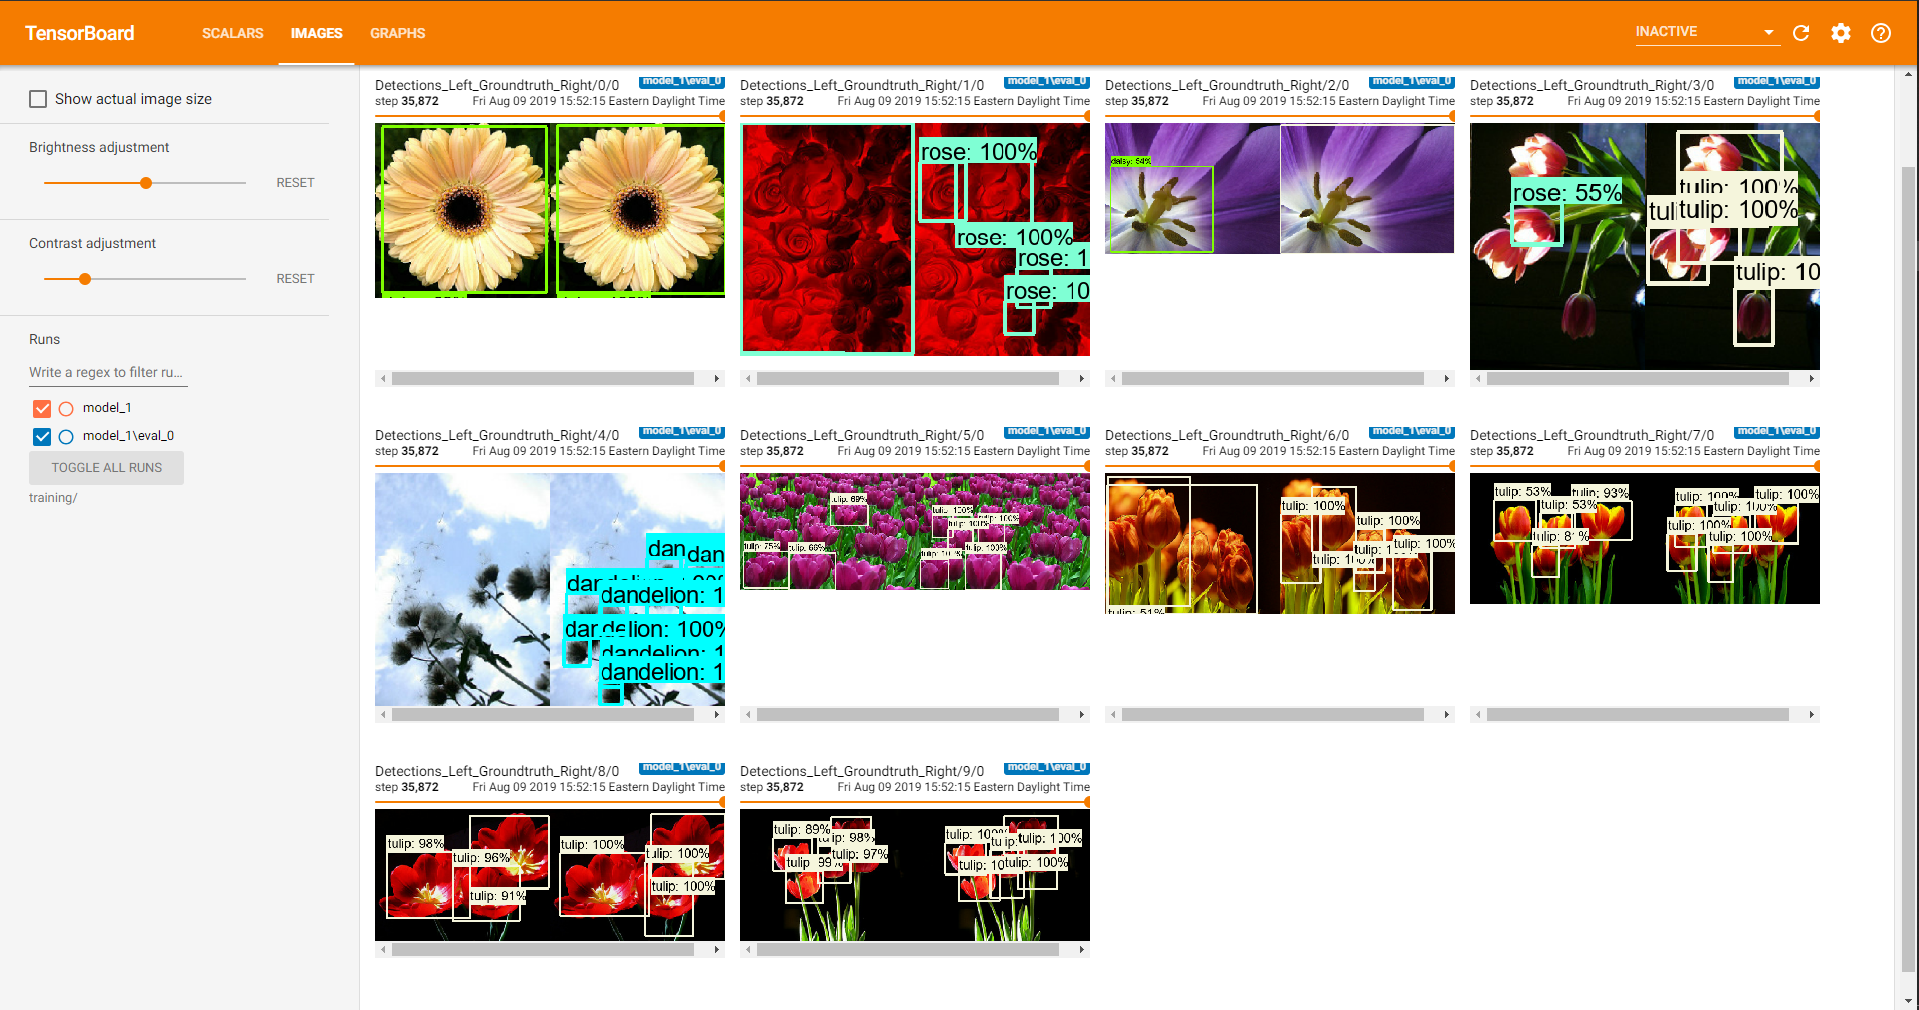 TensorBoard
SCALARS
IMAGES
GRAPHS
INACTIVE
Show actual image size
Brightness adjustment
RESET
Contrast adjustment
RESET
Runs
Write a regex to filter ru...
model_1
model_1\eval_0
TOGGLE ALL RUNS
training/
Detections_Left_Groundtruth_Right/0/0
model_1\eval_0
step 35,872
Fri Aug 09 2019 15:52:15 Eastern Daylight Time
Detections_Left_Groundtruth_Right/1/0
model_1\eval_0
step 35,872
Fri Aug 09 2019 15:52:15 Eastern Daylight Time
rose: 100%
rose: 100%
rose: 1
rose: 10
Detections_Left_Groundtruth_Right/2/0
model_1\eval_0
step 35,872
Fri Aug 09 2019 15:52:15 Eastern Daylight Time
daisy: 54%
Detections_Left_Groundtruth_Right/3/0
model_1\eval_0
step 35,872
Fri Aug 09 2019 15:52:15 Eastern Daylight Time
rose: 55%
tulip: 100%
tul
tulip: 100%
tulip: 10
Detections_Left_Groundtruth_Right/4/0
model_1\eval_0
step 35,872
Fri Aug 09 2019 15:52:15 Eastern Daylight Time
dan
dan
dandelion: 1
dandelion: 100%
dandelion: 1
dandelion: 1
Detections_Left_Groundtruth_Right/5/0
model_1\eval_0
step 35,872
Fri Aug 09 2019 15:52:15 Eastern Daylight Time
tulip: 69%
tulip: 75%
tulip: 66%
tulip: 100%
tulip: 100%
tulip: 100%
tulip: 100%
Detections_Left_Groundtruth_Right/6/0
model_1\eval_0
step 35,872
Fri Aug 09 2019 15:52:15 Eastern Daylight Time
tulip: 51%
tulip: 100%
tulip: 100%
tulip: 100%
Detections_Left_Groundtruth_Right/7/0
model_1\eval_0
step 35,872
Fri Aug 09 2019 15:52:15 Eastern Daylight Time
tulip: 53%
tulip: 93%
tulip: 53%
tulip: 81%
tulip: 100%
tulip: 100%
tulip: 100%
tulip: 100%
tulip: 100%
Detections_Left_Groundtruth_Right/8/0
model_1\eval_0
step 35,872
Fri Aug 09 2019 15:52:15 Eastern Daylight Time
tulip: 98%
tulip: 96%
tulip: 91%
tulip: 100%
tulip: 100%
tulip: 100%
Detections_Left_Groundtruth_Right/9/0
model_1\eval_0
step 35,872
Fri Aug 09 2019 15:52:15 Eastern Daylight Time
tulip: 89%
98%
tulip: 97%
tulip: 99%
tulip: 100%
tulip: 100%
tulip: 10
tulip: 100%